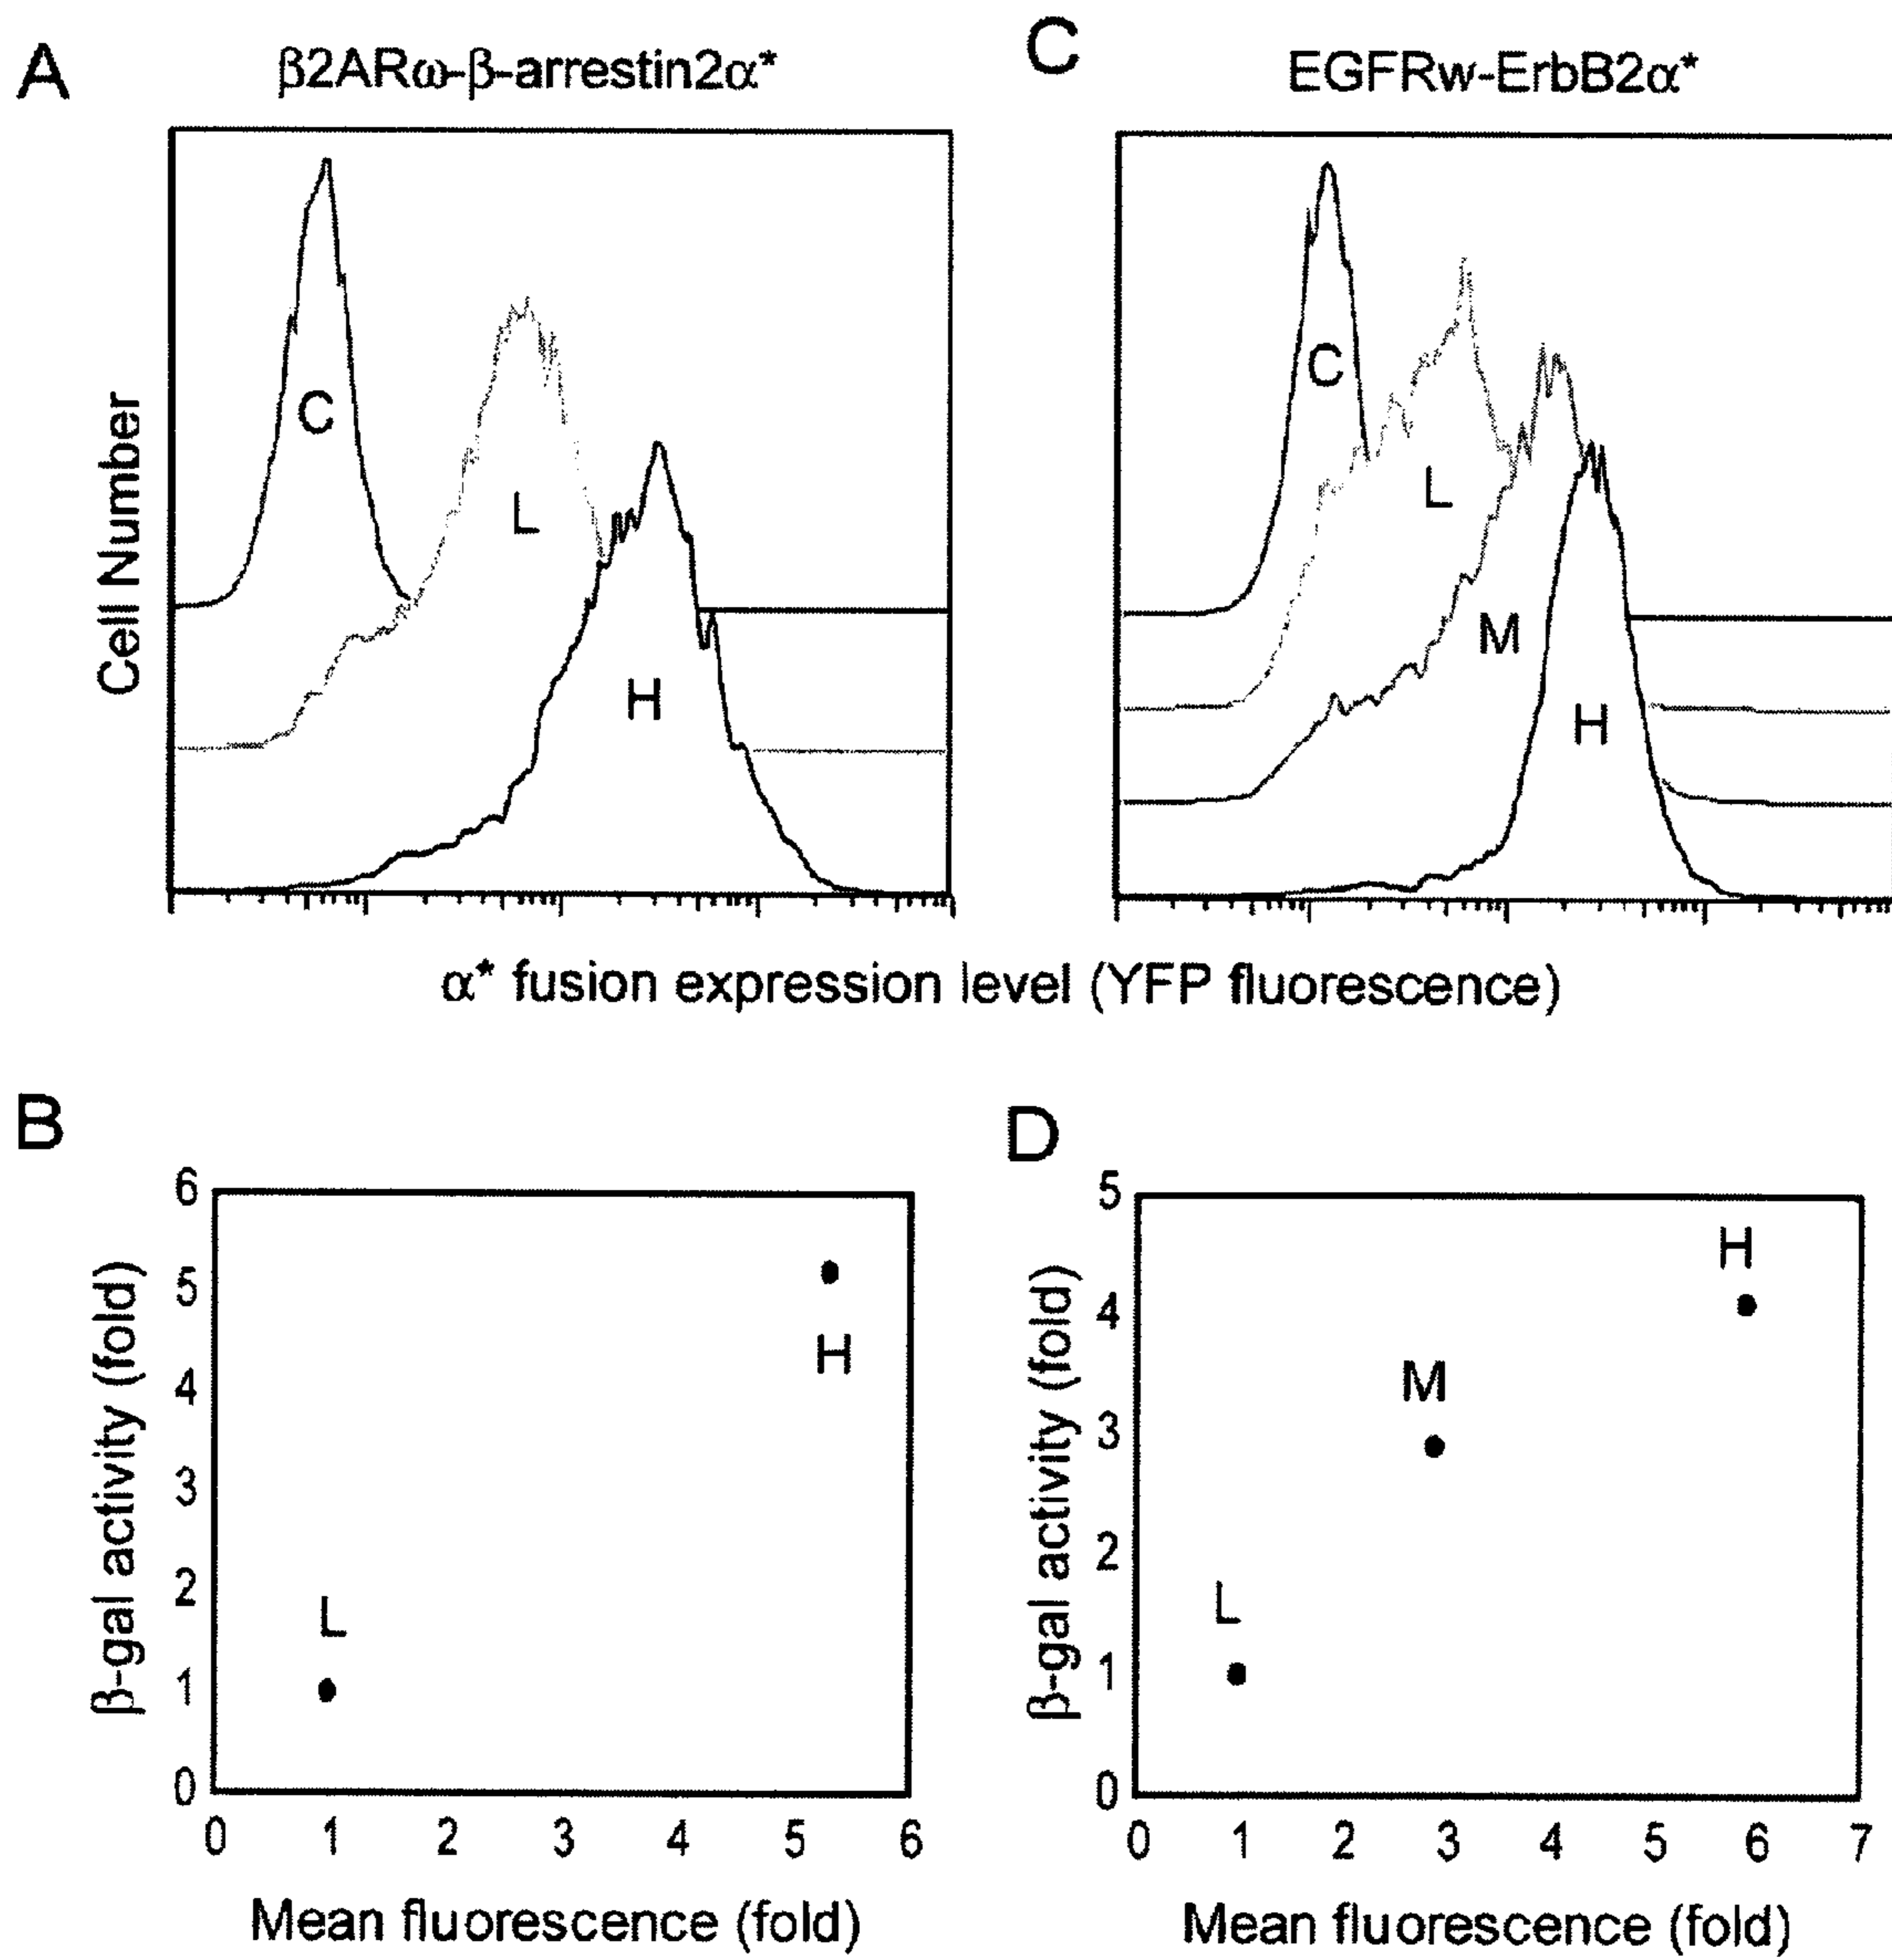 A
β2ARω-β-arrestin2α*
C
L
H
Cell Number
C
EGFRw-ErbB2α*
C
L
M
H
α* fusion expression level (YFP fluorescence)
B
6
5
4
3
2
1
0
β-gal activity (fold)
L
H
0 1 2 3 4 5 6
Mean fluorescence (fold)
D
5
4
3
2
1
0
β-gal activity (fold)
L
M
H
0 1 2 3 4 5 6 7
Mean fluorescence (fold)